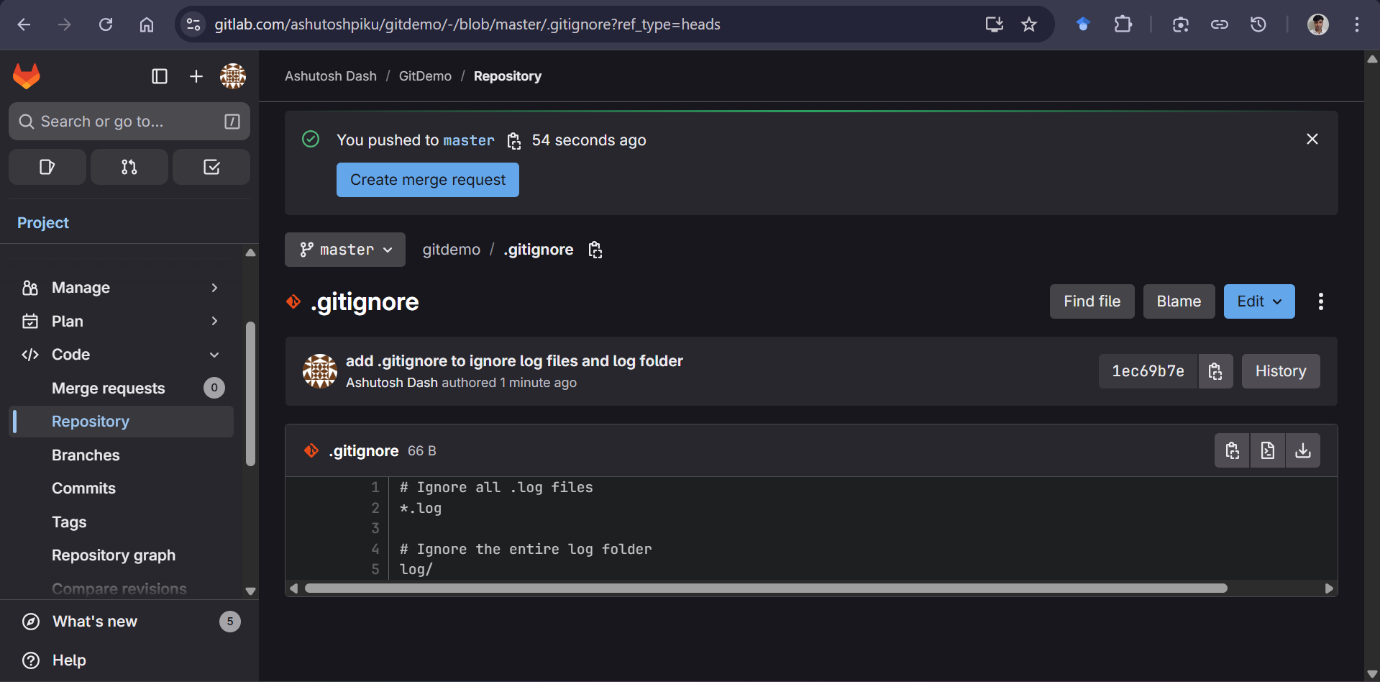 gitlab.com/ashutoshpiku/gitdemo/-/blob/master/.gitignore?ref_type=heads
Search or go to...
/
Project
Manage
Plan
Code
Merge requests 0
Repository
Branches
Commits
Tags
Repository graph
Compare revisions
What's new 5
Help
Ashutosh Dash / GitDemo / Repository
You pushed to master 54 seconds ago
Create merge request
master
gitdemo / .gitignore
.gitignore
Find file
Blame
Edit
add .gitignore to ignore log files and log folder
Ashutosh Dash authored 1 minute ago
1ec69b7e
History
.gitignore 66 B
1 # Ignore all .log files
2 *.log
3
4 # Ignore the entire log folder
5 log/